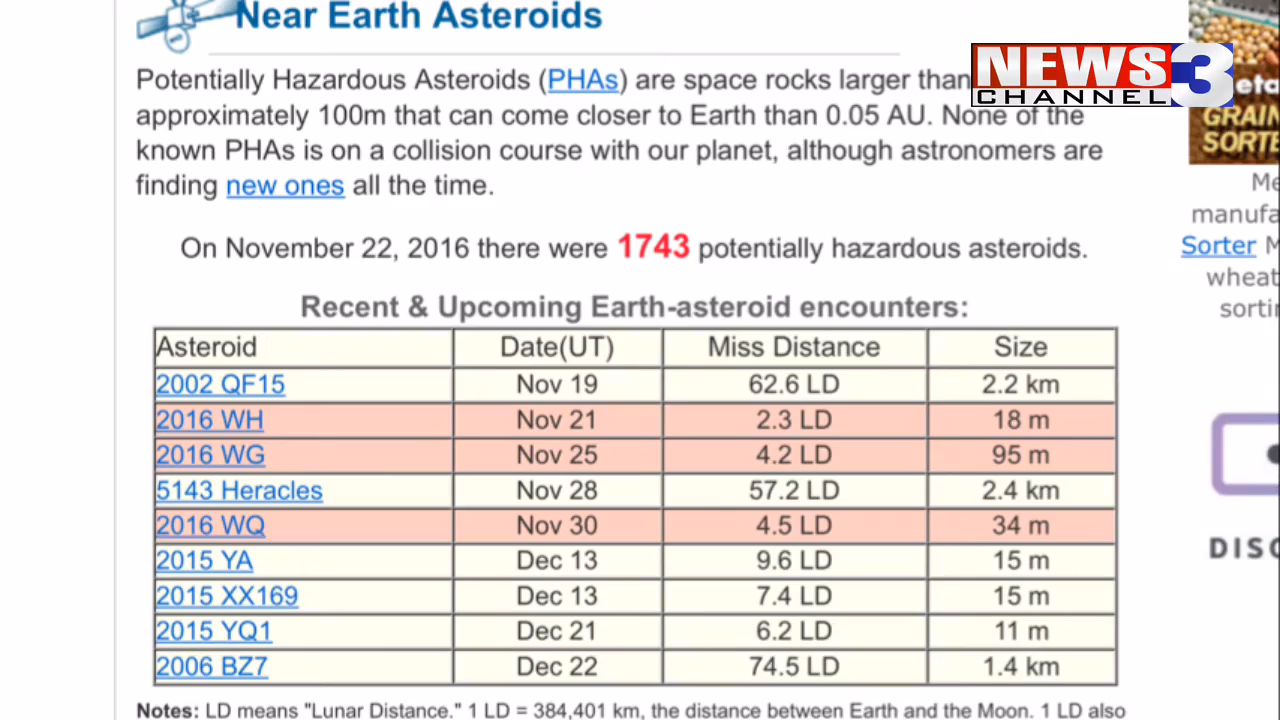 Near Earth Asteroids
NEWS
CHANNEL 3
Potentially Hazardous Asteroids (PHAs) are space rocks larger than
approximately 100m that can come closer to Earth than 0.05 AU. None of the
known PHAs is on a collision course with our planet, although astronomers are
finding new ones all the time.
On November 22, 2016 there were 1743 potentially hazardous asteroids.
Recent & Upcoming Earth-asteroid encounters:
Asteroid Date(UT) Miss Distance Size
2002 QF15 Nov 19 62.6 LD 2.2 km
2016 WH Nov 21 2.3 LD 18 m
2016 WG Nov 25 4.2 LD 95 m
5143 Heracles Nov 28 57.2 LD 2.4 km
2016 WQ Nov 30 4.5 LD 34 m
2015 YA Dec 13 9.6 LD 15 m
2015 XX169 Dec 13 7.4 LD 15 m
2015 YQ1 Dec 21 6.2 LD 11 m
2006 BZ7 Dec 22 74.5 LD 1.4 km
Notes: LD means "Lunar Distance." 1 LD = 384,401 km, the distance between Earth and the Moon. 1 LD also
eta
GRAIN
SORTE
Me
manufa
Sorter M
wheat
sorti
DISC